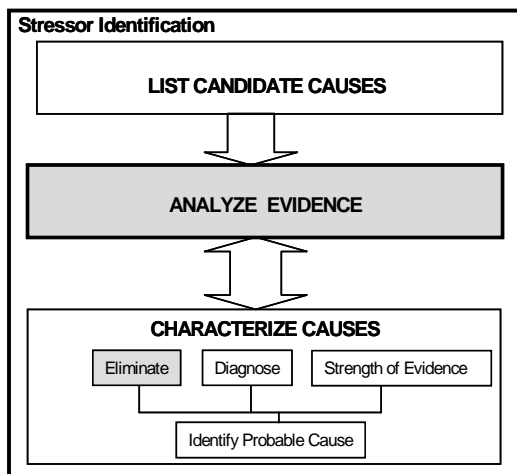 Stressor Identification
LIST CANDIDATE CAUSES
ANALYZE EVIDENCE
CHARACTERIZE CAUSES
Eliminate Diagnose Strength of Evidence
Identify Probable Cause